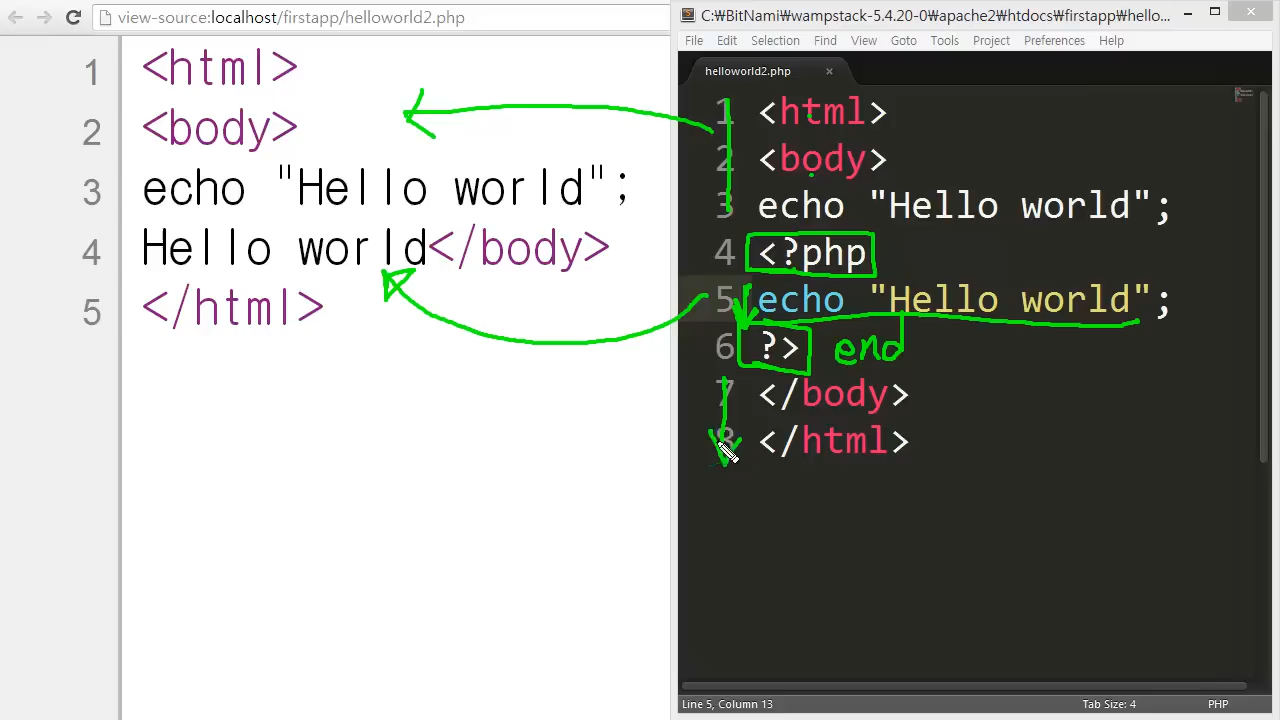 view-source:localhost/firstapp/helloworld2.php
1 <html>
2 <body>
3 echo "Hello world";
4 Hello world</body>
5 </html>
C:₩BitNami₩wampstack-5.4.20-0₩apache2₩htdocs₩firstapp₩hello...
File Edit Selection Find View Goto Tools Project Preferences Help
helloworld2.php ×
1 <html>
2 <body>
3 echo "Hello world";
4 <?php
5 echo "Hello world";
6 ?> end
7 </body>
8 </html>
Line 5, Column 13 Tab Size: 4 PHP